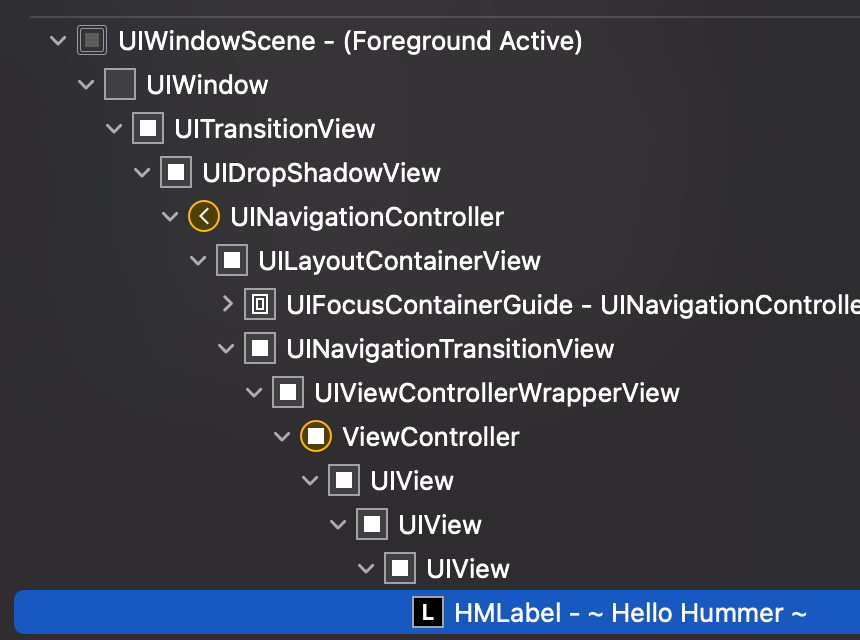 UIWindowScene - (Foreground Active)
UIWindow
UITransitionView
UIDropShadowView
UINavigationController
UILayoutContainerView
UIFocusContainerGuide - UINavigationControlle
UINavigationTransitionView
UIViewControllerWrapperView
ViewController
UIView
UIView
UIView
L HMLabel - ~ Hello Hummer ~